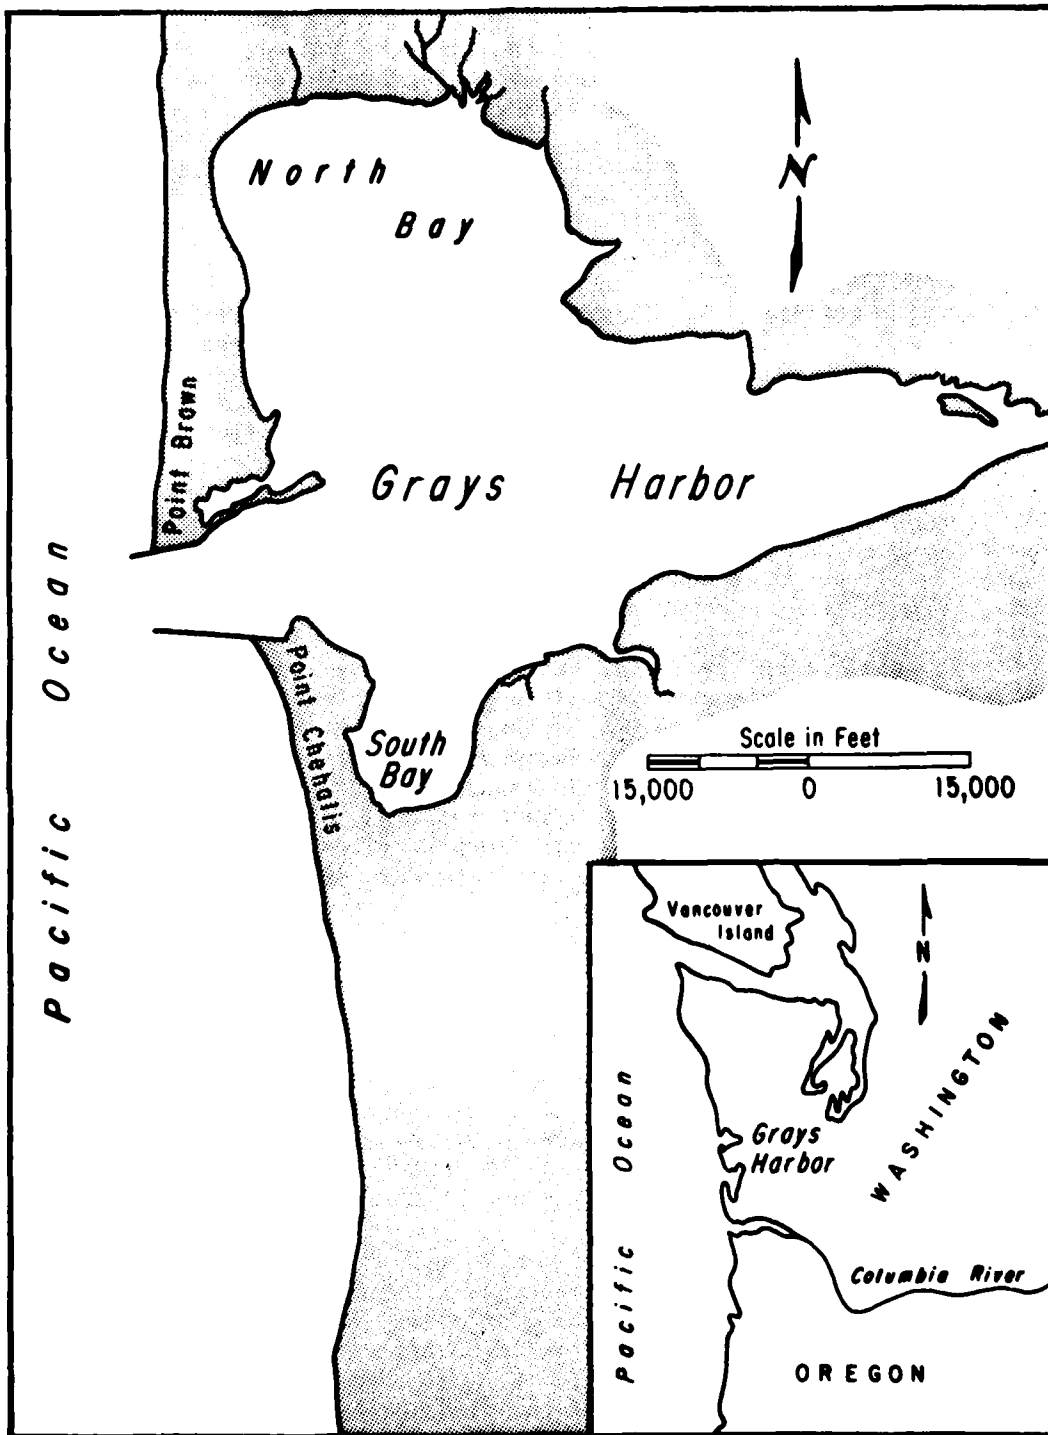 North
Bay
N
Point Brown
Grays Harbor
Pacific Ocean
Point Chehalis
South
Bay
Scale in Feet
15,000 0 15,000
Vancouver
Island
N
WASHINGTON
Pacific Ocean
Grays
Harbor
Columbia River
OREGON